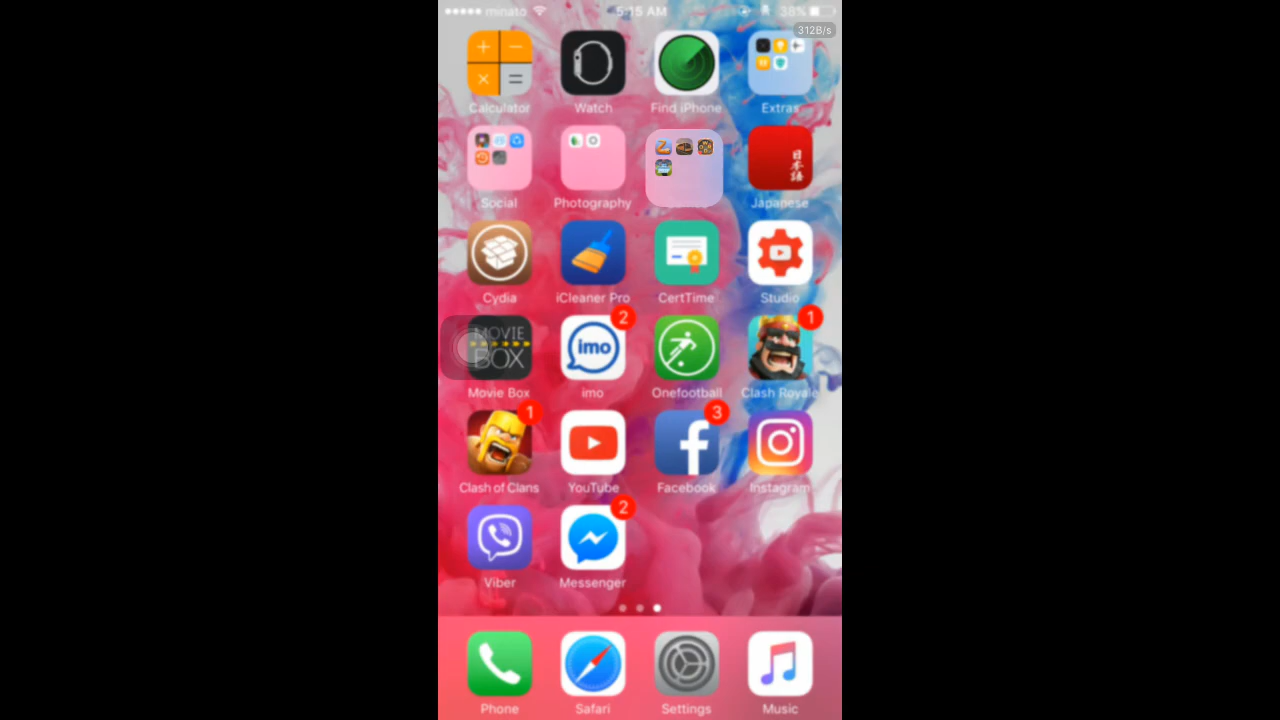 minato 5:15 AM 38%
312B/s
Calculator Watch Find iPhone Extras
Social Photography Games Japanese
日本語
Cydia iCleaner Pro CertTime Studio
MOVIE BOX
imo
2
1
Movie Box imo Onefootball Clash Royale
1
3
Clash of Clans YouTube Facebook Instagram
2
Viber Messenger
Phone Safari Settings Music